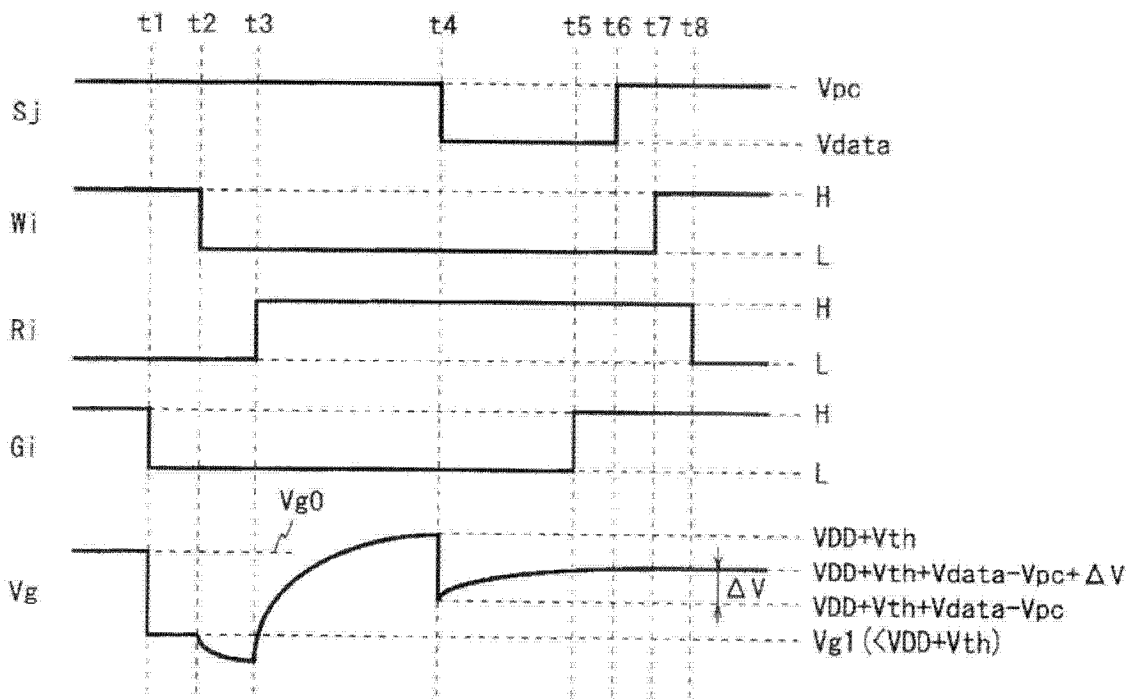 t1 t2 t3 t4 t5 t6 t7 t8
Sj
Vpc
Vdata
Wi
H
L
Ri
H
L
Gi
H
L
Vg0
Vg
VDD+Vth
VDD+Vth+Vdata-Vpc+ΔV
ΔV
VDD+Vth+Vdata-Vpc
Vg1(<VDD+Vth)